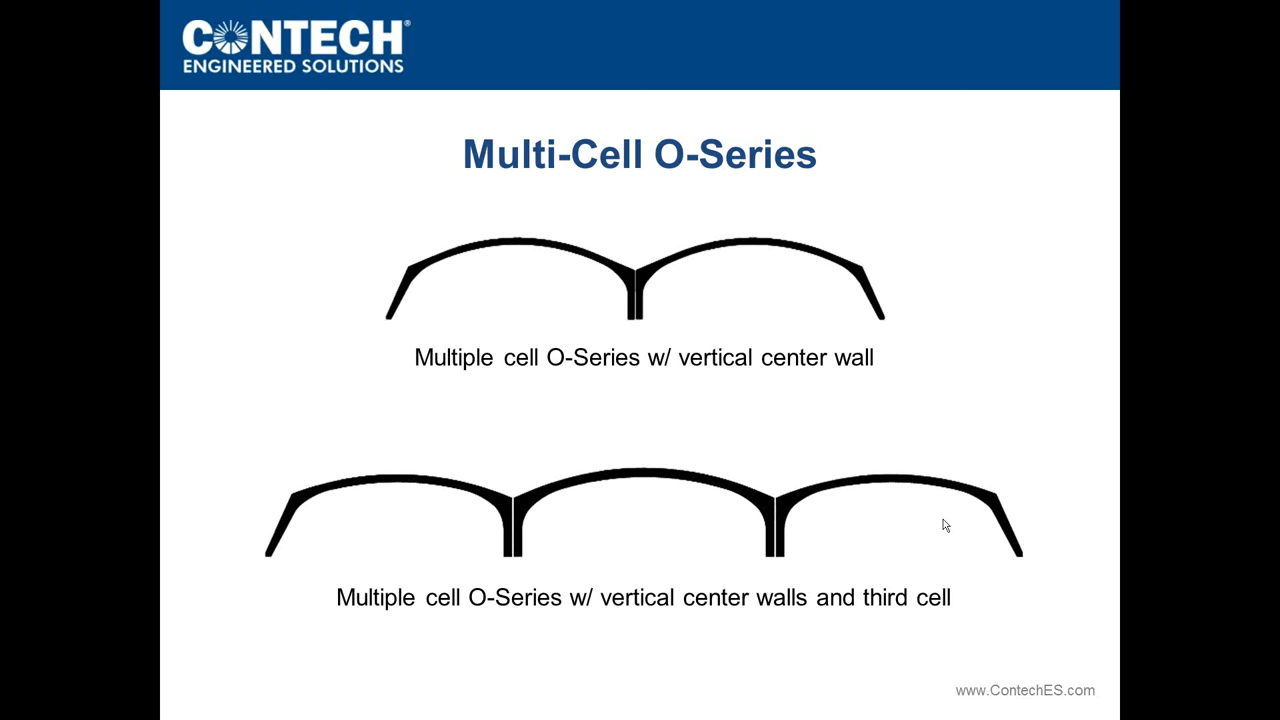 CONTECH®
ENGINEERED SOLUTIONS
Multi-Cell O-Series
Multiple cell O-Series w/ vertical center wall
Multiple cell O-Series w/ vertical center walls and third cell
www.ContechES.com